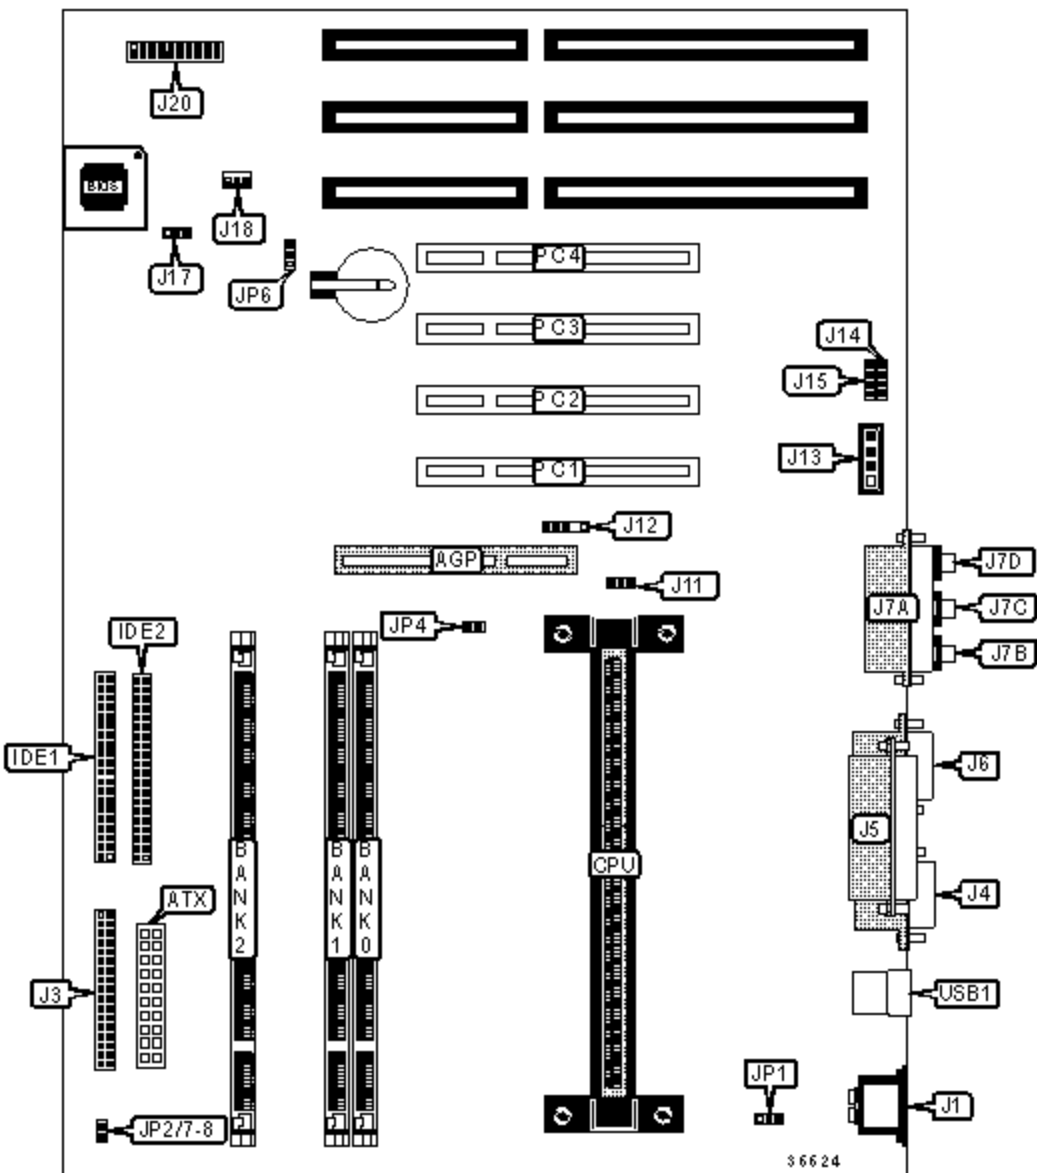 J20
BIOS
J18
J17
JP6
PC4
PC3
J14
J15
PC2
J13
PC1
J12
AGP
J7D
J11
J7A
J7C
JP4
IDE2
J7B
IDE1
J6
J5
CPU
BANK2
BANK1
BANK0
ATX
J4
J3
USB1
JP1
J1
JP2/7-8
36624